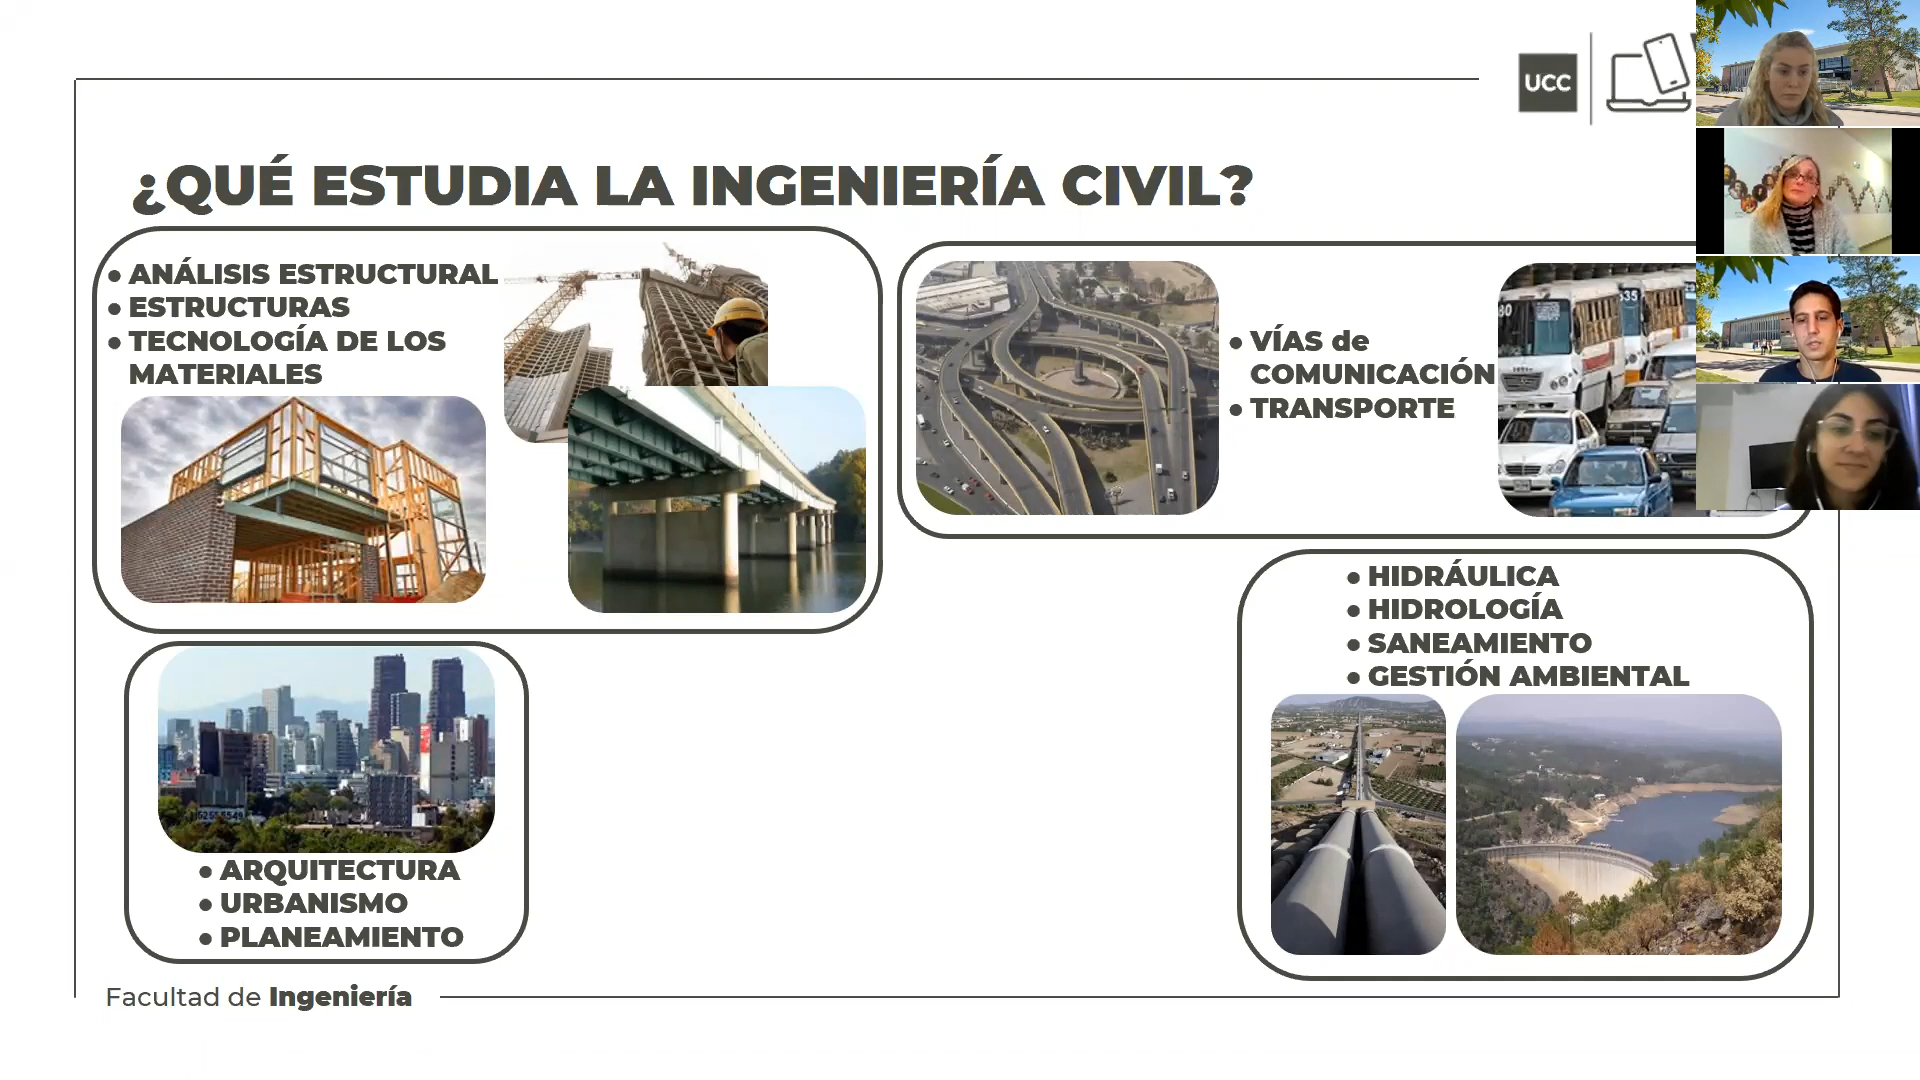 UCC
¿QUÉ ESTUDIA LA INGENIERÍA CIVIL?
• ANÁLISIS ESTRUCTURAL
• ESTRUCTURAS
• TECNOLOGÍA DE LOS
MATERIALES
• VÍAS de
COMUNICACIÓN
• TRANSPORTE
• HIDRÁULICA
• HIDROLOGÍA
• SANEAMIENTO
• GESTIÓN AMBIENTAL
• ARQUITECTURA
• URBANISMO
• PLANEAMIENTO
Facultad de Ingeniería